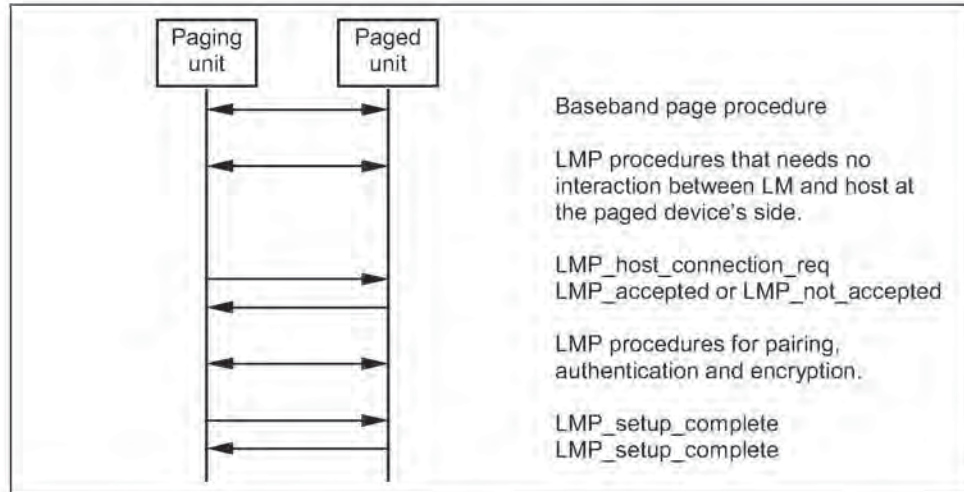 Paging
unit
Paged
unit
Baseband page procedure
LMP procedures that needs no
interaction between LM and host at
the paged device's side.
LMP_host_connection_req
LMP_accepted or LMP_not_accepted
LMP procedures for pairing,
authentication and encryption.
LMP_setup_complete
LMP_setup_complete